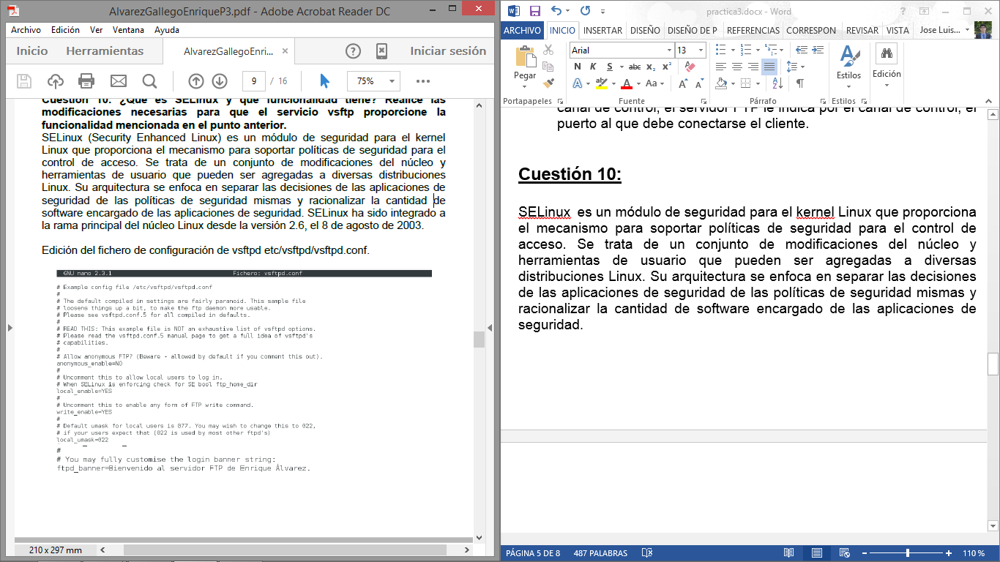 AlvarezGallegoEnriqueP3.pdf - Adobe Acrobat Reader DC
Archivo Edición Ver Ventana Ayuda
Inicio Herramientas AlvarezGallegoEnri... × Iniciar sesión
9 / 16 75%
Cuestión 10: ¿Qué es SELinux y qué funcionalidad tiene? Realice las
modificaciones necesarias para que el servicio vsftp proporcione la
funcionalidad mencionada en el punto anterior.
SELinux (Security Enhanced Linux) es un módulo de seguridad para el kernel
Linux que proporciona el mecanismo para soportar políticas de seguridad para el
control de acceso. Se trata de un conjunto de modificaciones del núcleo y
herramientas de usuario que pueden ser agregadas a diversas distribuciones
Linux. Su arquitectura se enfoca en separar las decisiones de las aplicaciones de
seguridad de las políticas de seguridad mismas y racionalizar la cantidad de
software encargado de las aplicaciones de seguridad. SELinux ha sido integrado a
la rama principal del núcleo Linux desde la versión 2.6, el 8 de agosto de 2003.
Edición del fichero de configuración de vsftpd etc/vsftpd/vsftpd.conf.
GNU nano 2.3.1 Fichero: vsftpd.conf
# Example config file /etc/vsftpd/vsftpd.conf
#
# The default compiled in settings are fairly paranoid. This sample file
# loosens things up a bit, to make the ftp daemon more usable.
# Please see vsftpd.conf.5 for all compiled in defaults.
#
# READ THIS: This example file is NOT an exhaustive list of vsftpd options.
# Please read the vsftpd.conf.5 manual page to get a full idea of vsftpd's
# capabilities.
#
# Allow anonymous FTP? (Beware - allowed by default if you comment this out).
anonymous_enable=NO
#
# Uncomment this to allow local users to log in.
# When SELinux is enforcing check for SE bool ftp_home_dir
local_enable=YES
#
# Uncomment this to enable any form of FTP write command.
write_enable=YES
#
# Default umask for local users is 077. You may wish to change this to 022,
# if your users expect that (022 is used by most other ftpd's)
local_umask=022
#
# You may fully customise the login banner string:
ftpd_banner=Bienvenido al servidor FTP de Enrique Álvarez.
210 x 297 mm
practica3.docx - Word
ARCHIVO INICIO INSERTAR DISEÑO DISEÑO DE P REFERENCIAS CORRESPON REVISAR VISTA Jose Luis...
Pegar Arial 13 Estilos Edición
N K S abc x₂ x²
A ab A Aa A A
Portapapeles Fuente Párrafo Estilos
canal de control, el servidor FTP le indica por el canal de control, el
puerto al que debe conectarse el cliente.
Cuestión 10:
SELinux es un módulo de seguridad para el kernel Linux que proporciona
el mecanismo para soportar políticas de seguridad para el control de
acceso. Se trata de un conjunto de modificaciones del núcleo y
herramientas de usuario que pueden ser agregadas a diversas
distribuciones Linux. Su arquitectura se enfoca en separar las decisiones
de las aplicaciones de seguridad de las políticas de seguridad mismas y
racionalizar la cantidad de software encargado de las aplicaciones de
seguridad.
PÁGINA 5 DE 8 487 PALABRAS 110 %